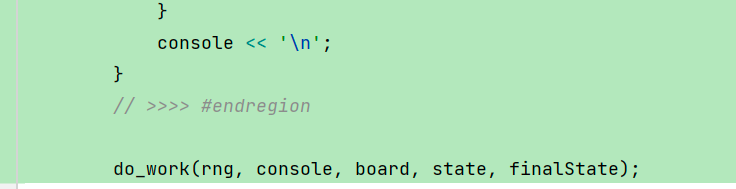 }
console << '\n';
}
// >>>> #endregion
do_work(rng, console, board, state, finalState);